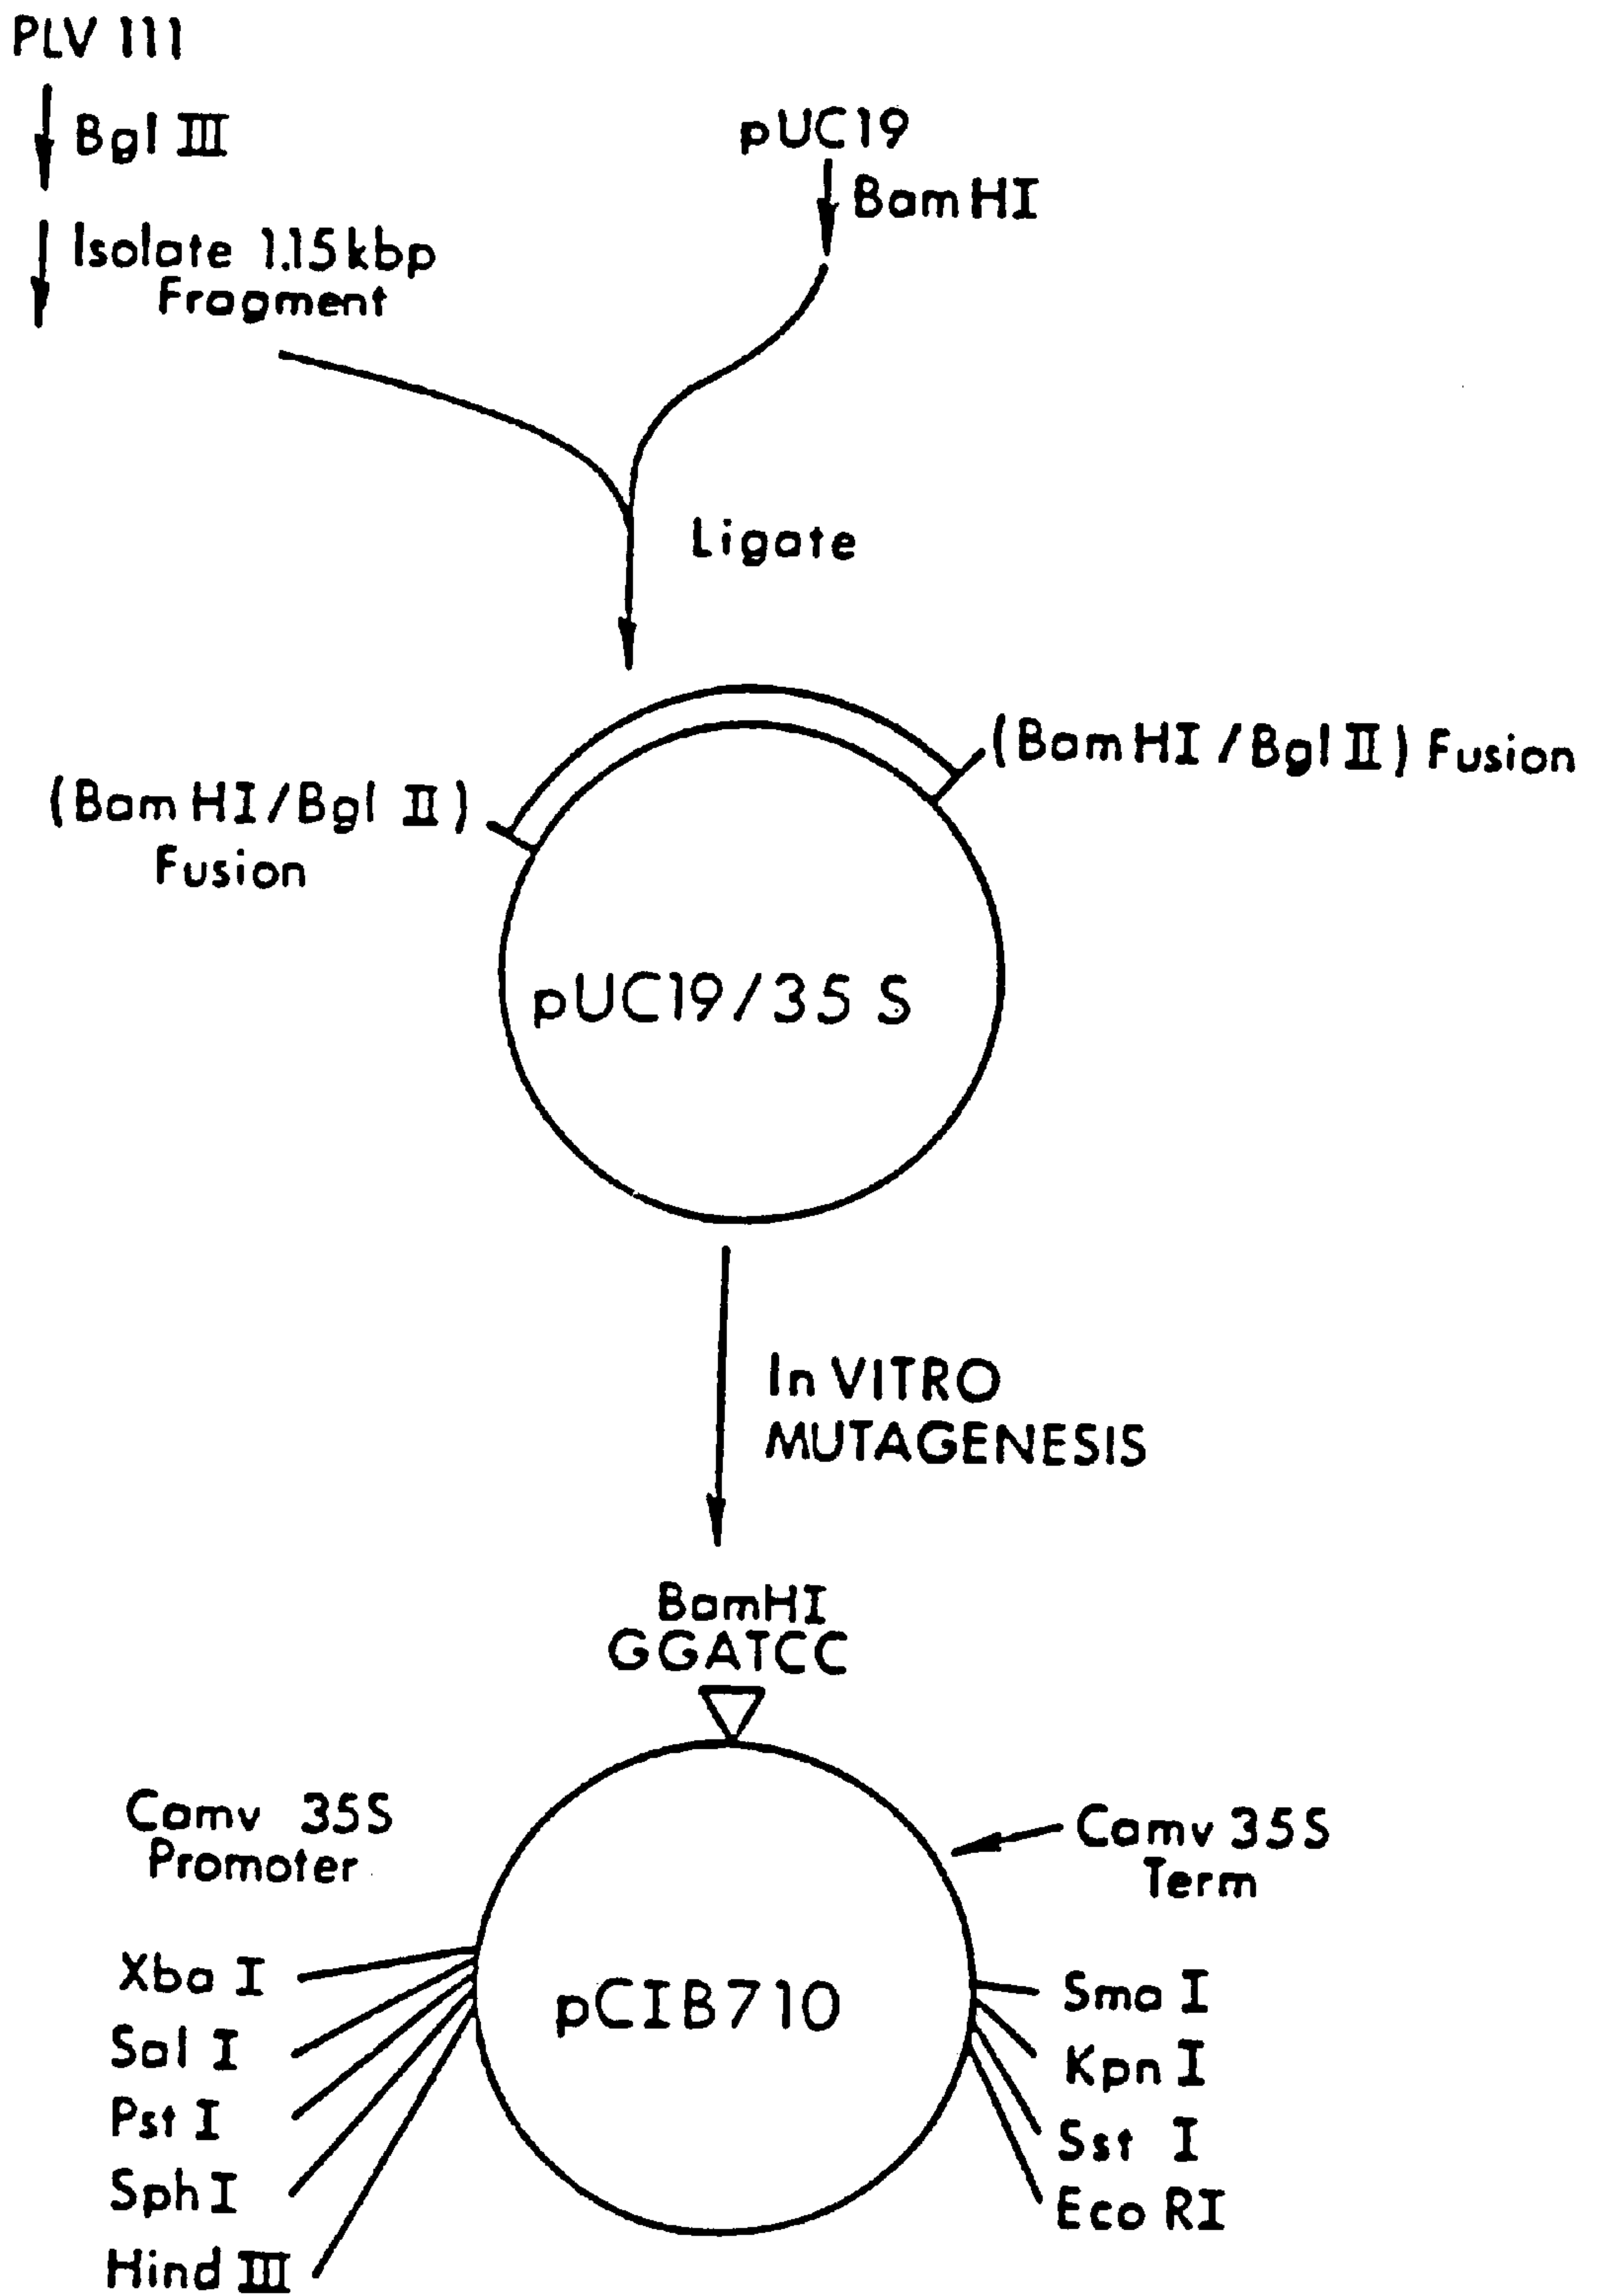 PLV 111
Bgl III
Isolate 1.15kbp
Fragment
pUC19
BamHI
Ligate
(BamHI/Bgl II)
Fusion
(BamHI/Bgl II) Fusion
pUC19/35 S
In VITRO
MUTAGENESIS
BamHI
GGATCC
Camv 35S
Promoter
Camv 35S
Term
Xba I
Sal I
Pst I
Sph I
Hind III
pCIB710
Sma I
Kpn I
Sst I
Eco RI